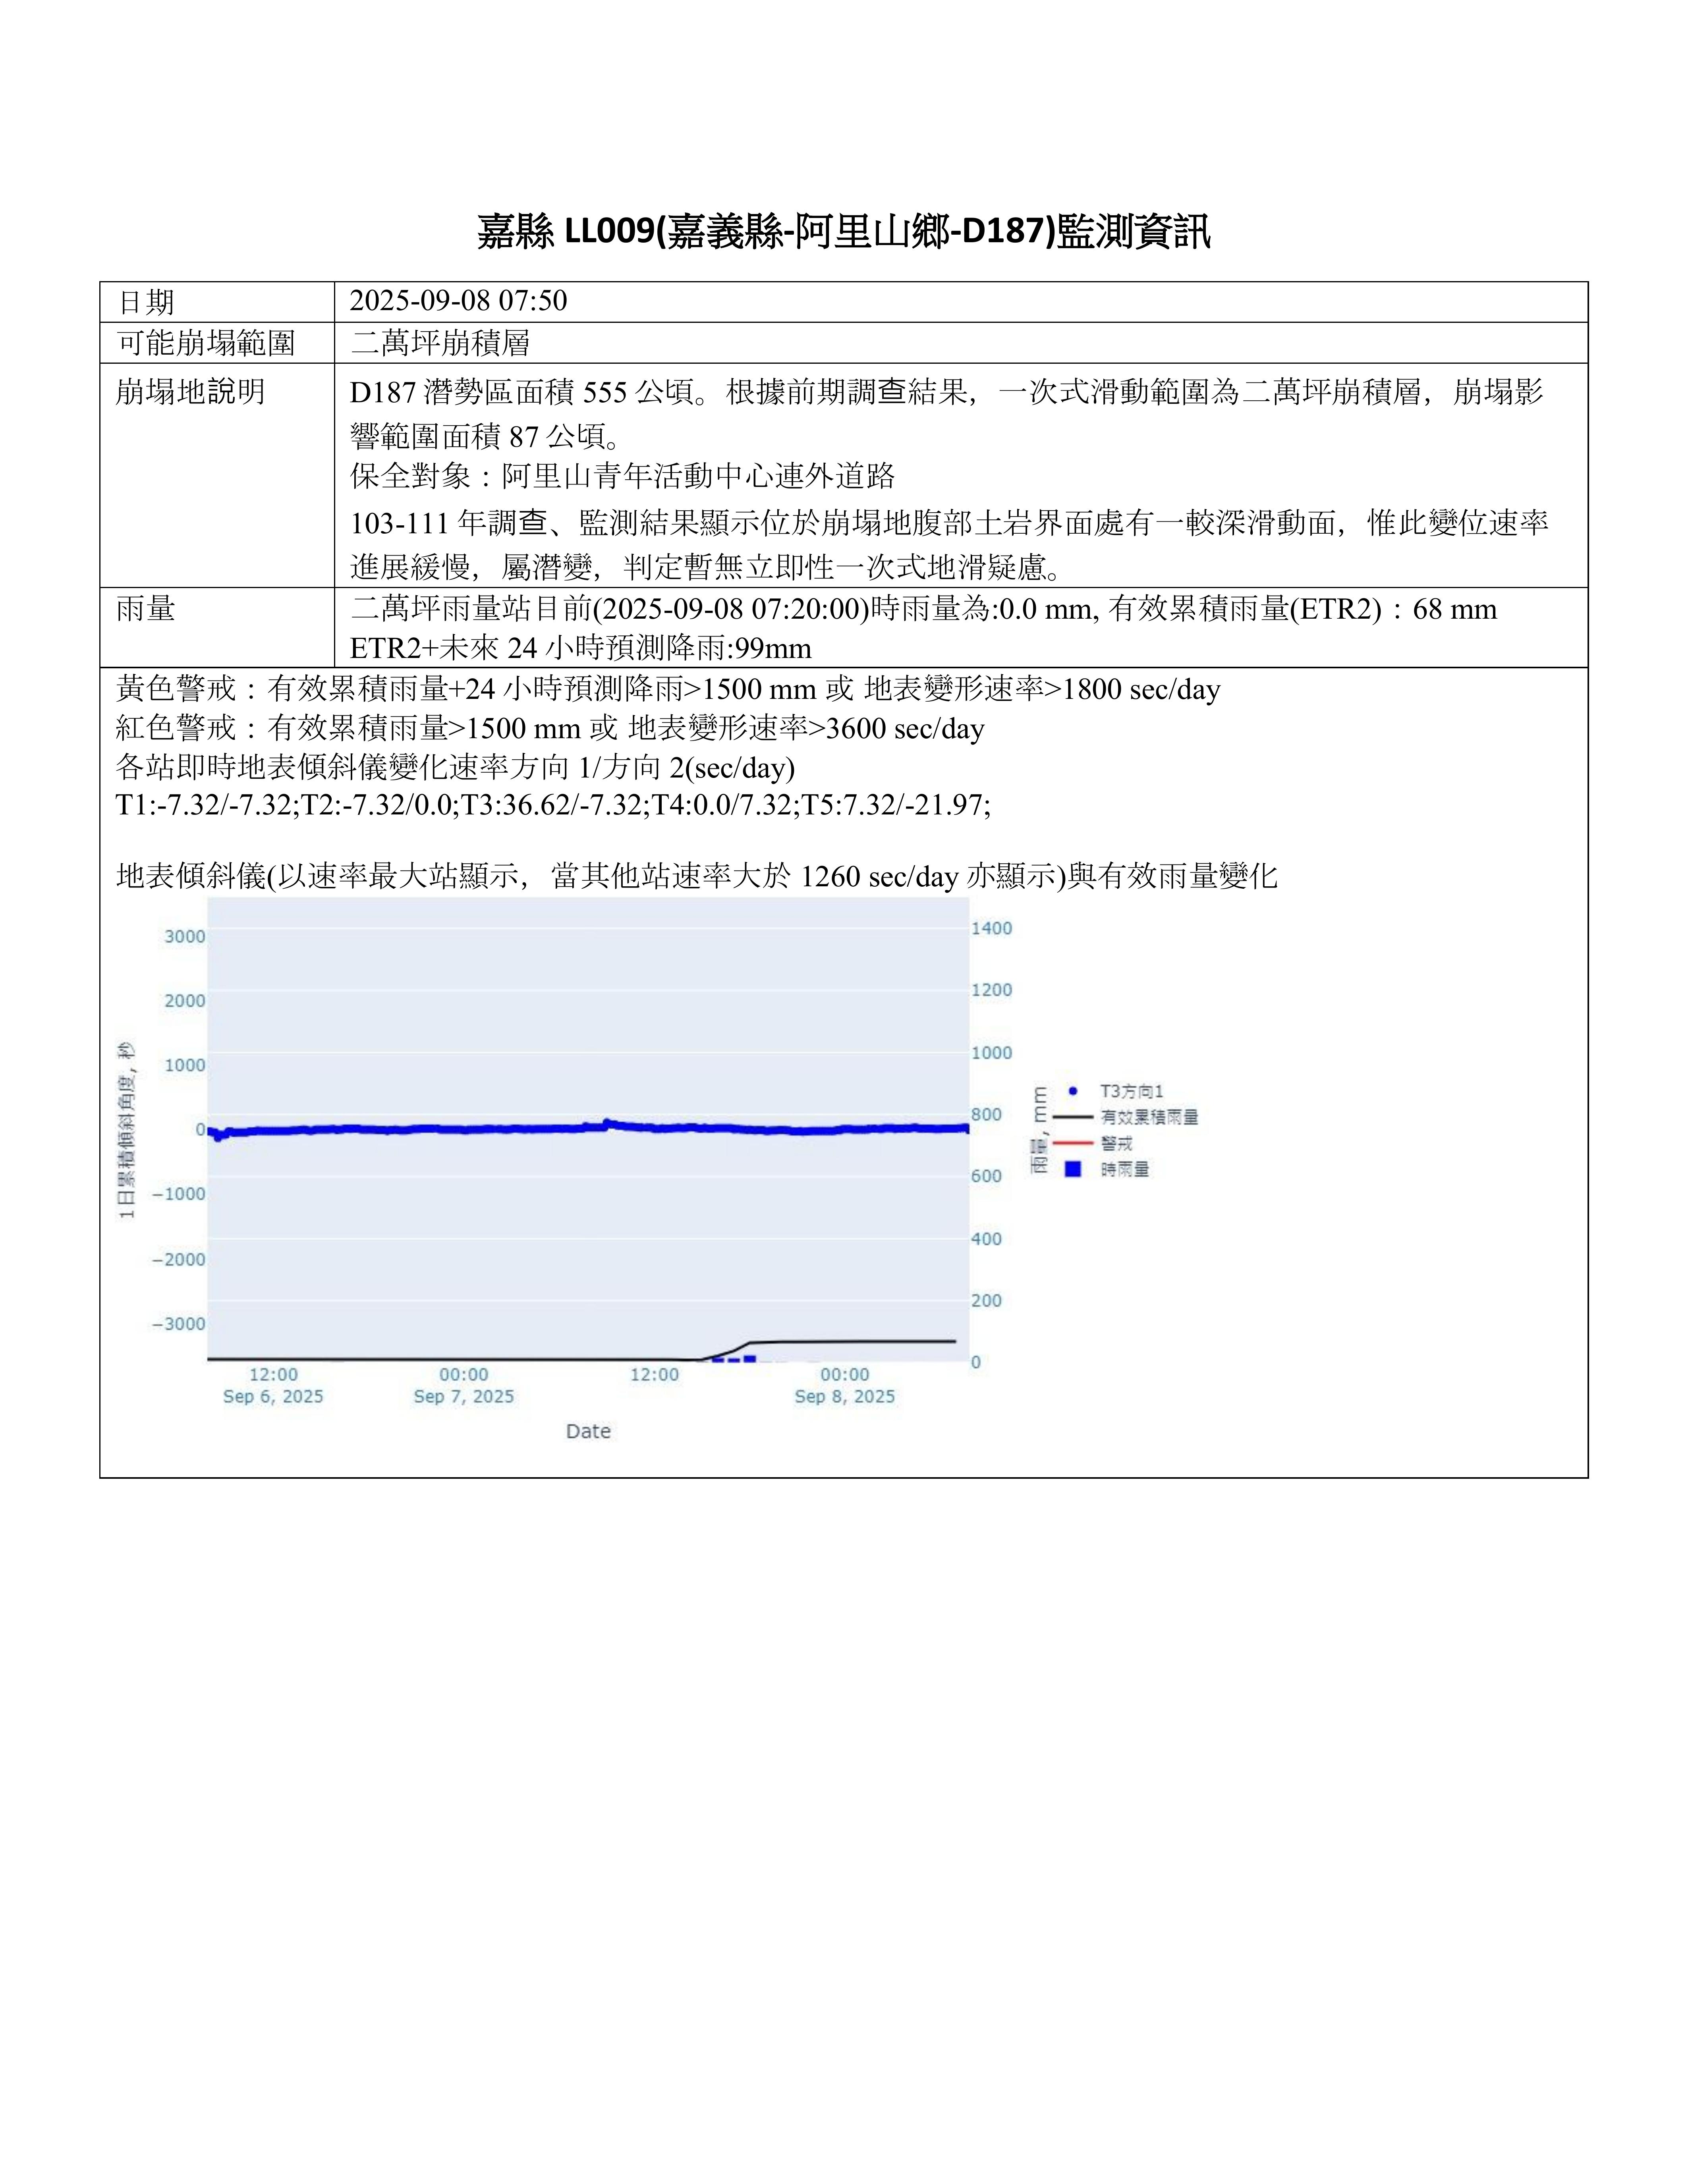 嘉縣 LL009(嘉義縣-阿里山鄉-D187)監測資訊
日期 2025-09-08 07:50
可能崩塌範圍 二萬坪崩積層
崩塌地說明 D187 潛勢區面積 555 公頃。根據前期調查結果，一次式滑動範圍為二萬坪崩積層，崩塌影
響範圍面積 87 公頃。
保全對象：阿里山青年活動中心連外道路
103-111 年調查、監測結果顯示位於崩塌地腹部土岩界面處有一較深滑動面，惟此變位速率
進展緩慢，屬潛變，判定暫無立即性一次式地滑疑慮。
雨量 二萬坪雨量站目前(2025-09-08 07:20:00)時雨量為:0.0 mm, 有效累積雨量(ETR2)：68 mm
ETR2+未來 24 小時預測降雨:99mm
黃色警戒：有效累積雨量+24 小時預測降雨>1500 mm 或 地表變形速率>1800 sec/day
紅色警戒：有效累積雨量>1500 mm 或 地表變形速率>3600 sec/day
各站即時地表傾斜儀變化速率方向 1/方向 2(sec/day)
T1:-7.32/-7.32;T2:-7.32/0.0;T3:36.62/-7.32;T4:0.0/7.32;T5:7.32/-21.97;
地表傾斜儀(以速率最大站顯示，當其他站速率大於 1260 sec/day 亦顯示)與有效雨量變化
1日累積傾斜角度, 秒
3000
2000
1000
0
−1000
−2000
−3000
1400
1200
1000
800
600
400
200
0
雨量, mm
T3方向1
有效累積雨量
警戒
時雨量
12:00 00:00 12:00 00:00
Sep 6, 2025 Sep 7, 2025 Sep 8, 2025
Date